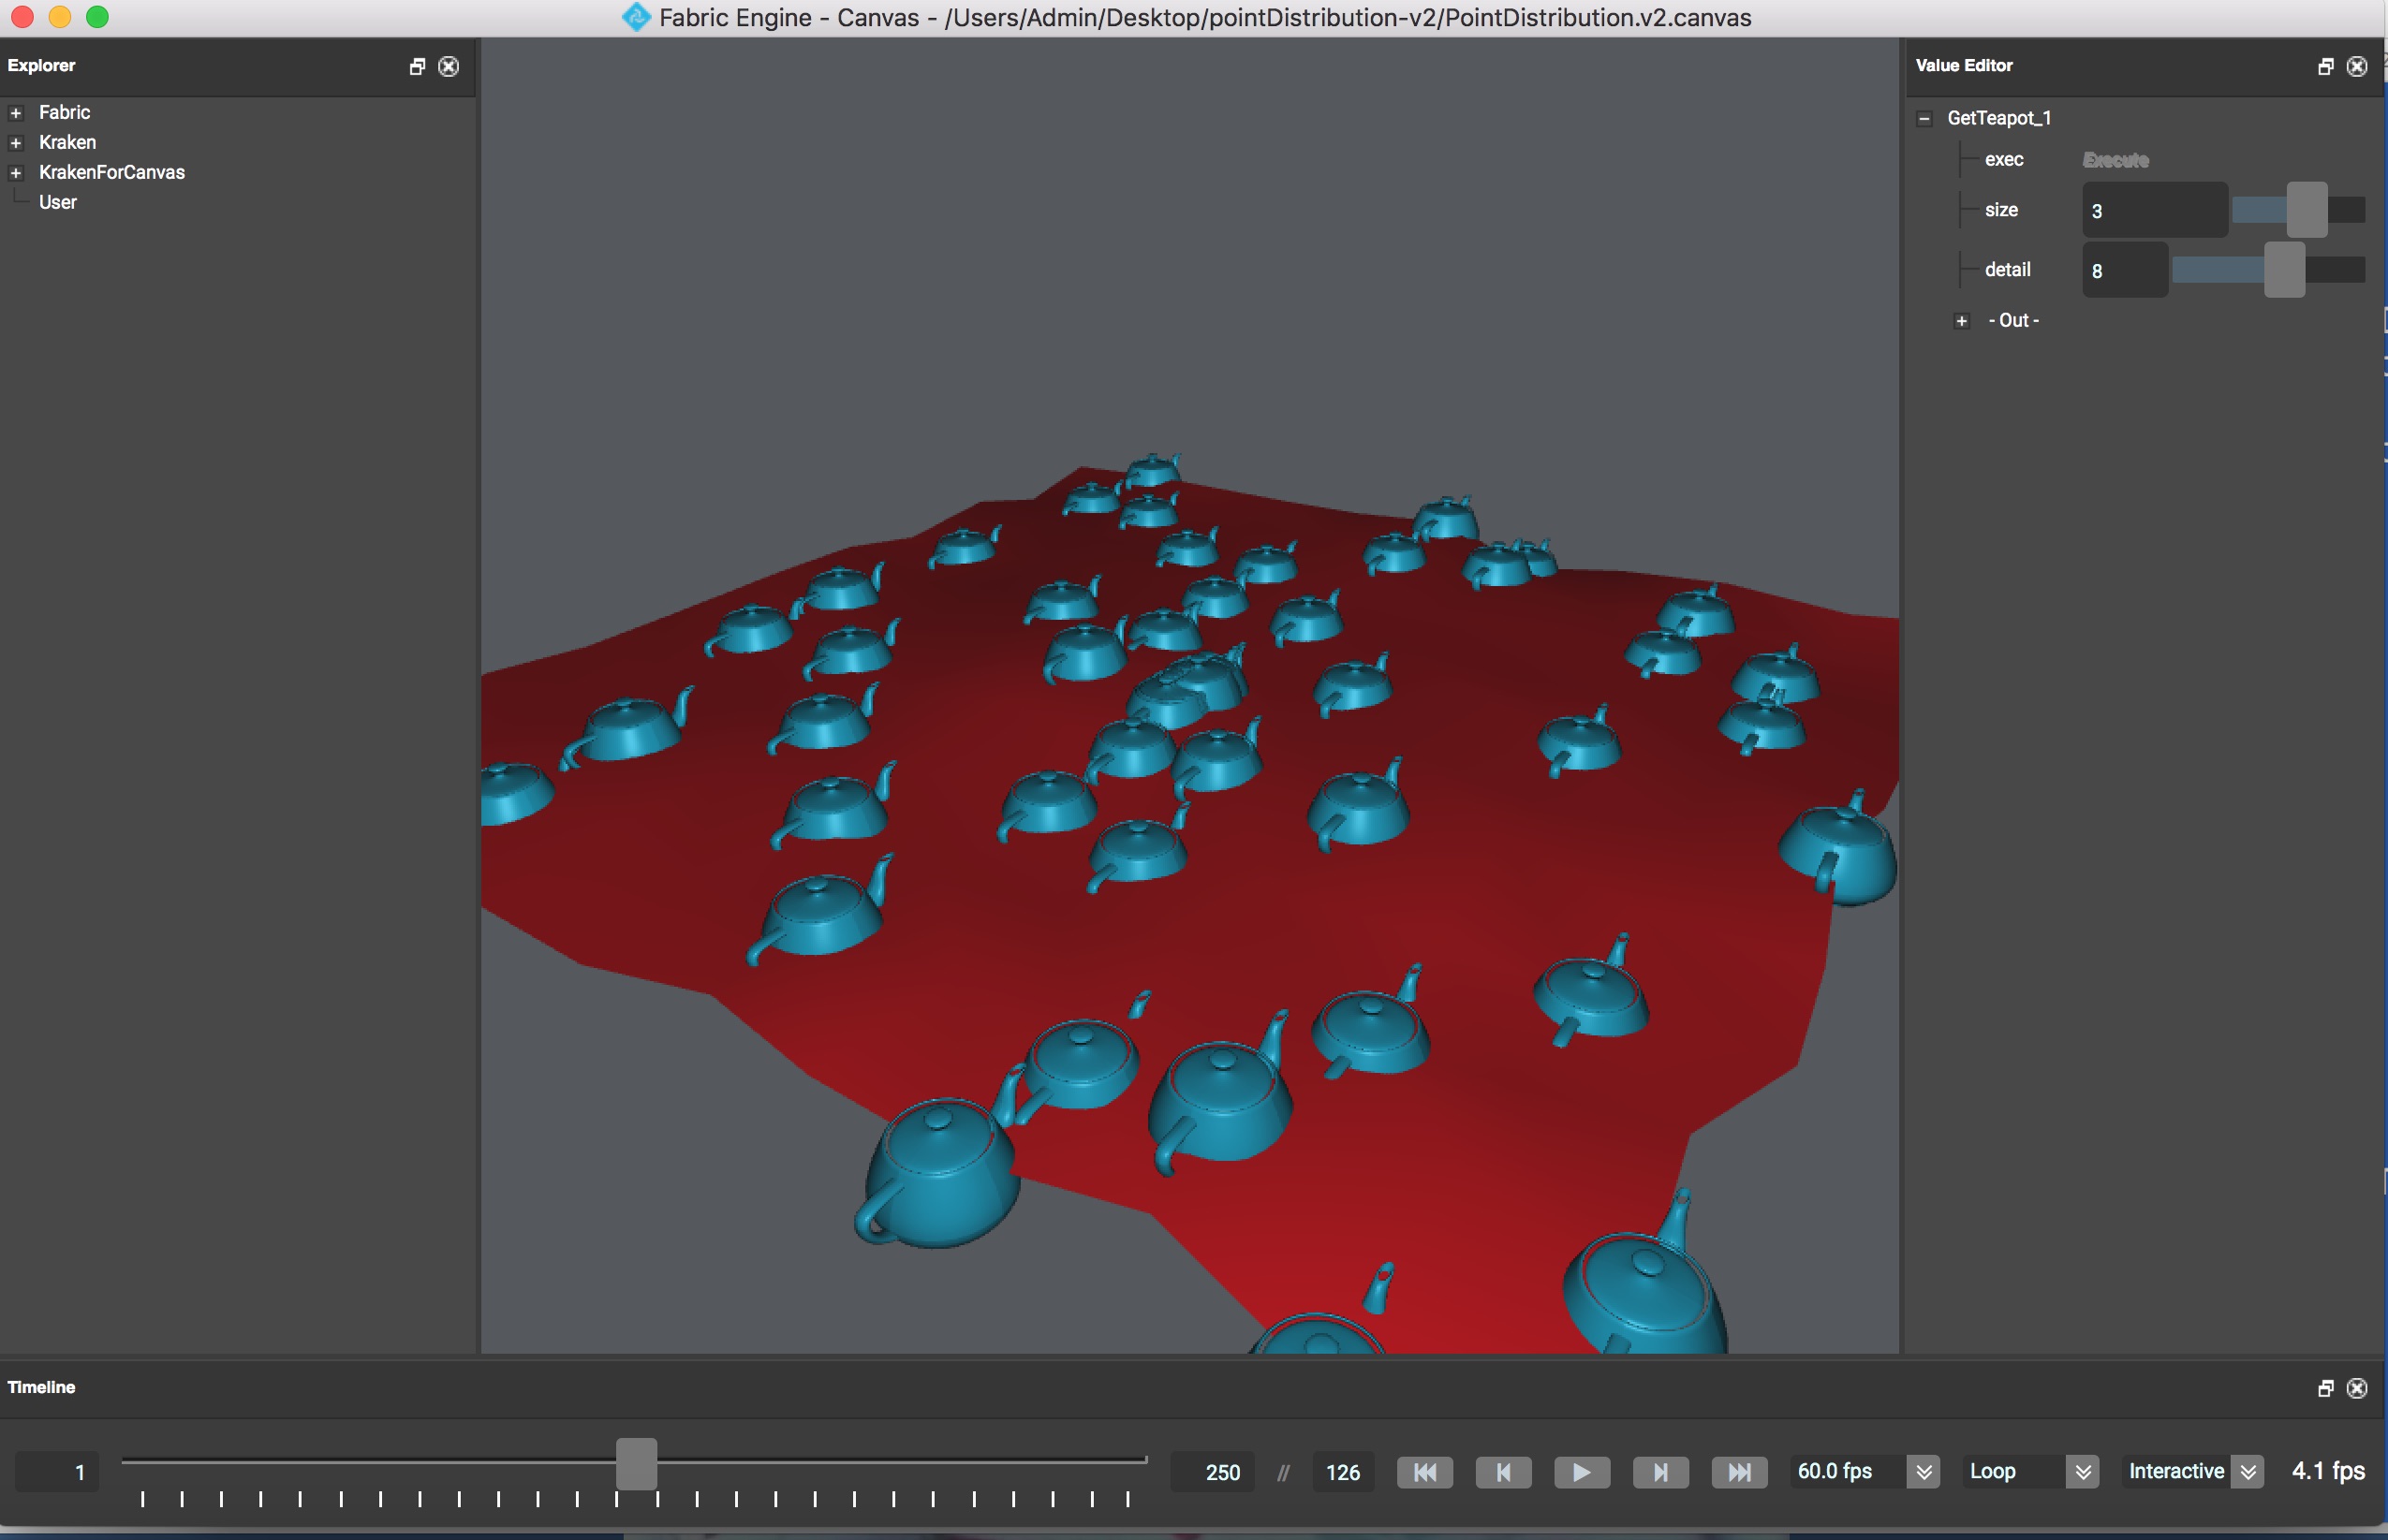 Fabric Engine - Canvas - /Users/Admin/Desktop/pointDistribution-v2/PointDistribution.v2.canvas
Explorer
Fabric
Kraken
KrakenForCanvas
User
Value Editor
GetTeapot_1
exec Execute
size 3
detail 8
- Out -
Timeline
1 250 // 126 60.0 fps Loop Interactive 4.1 fps